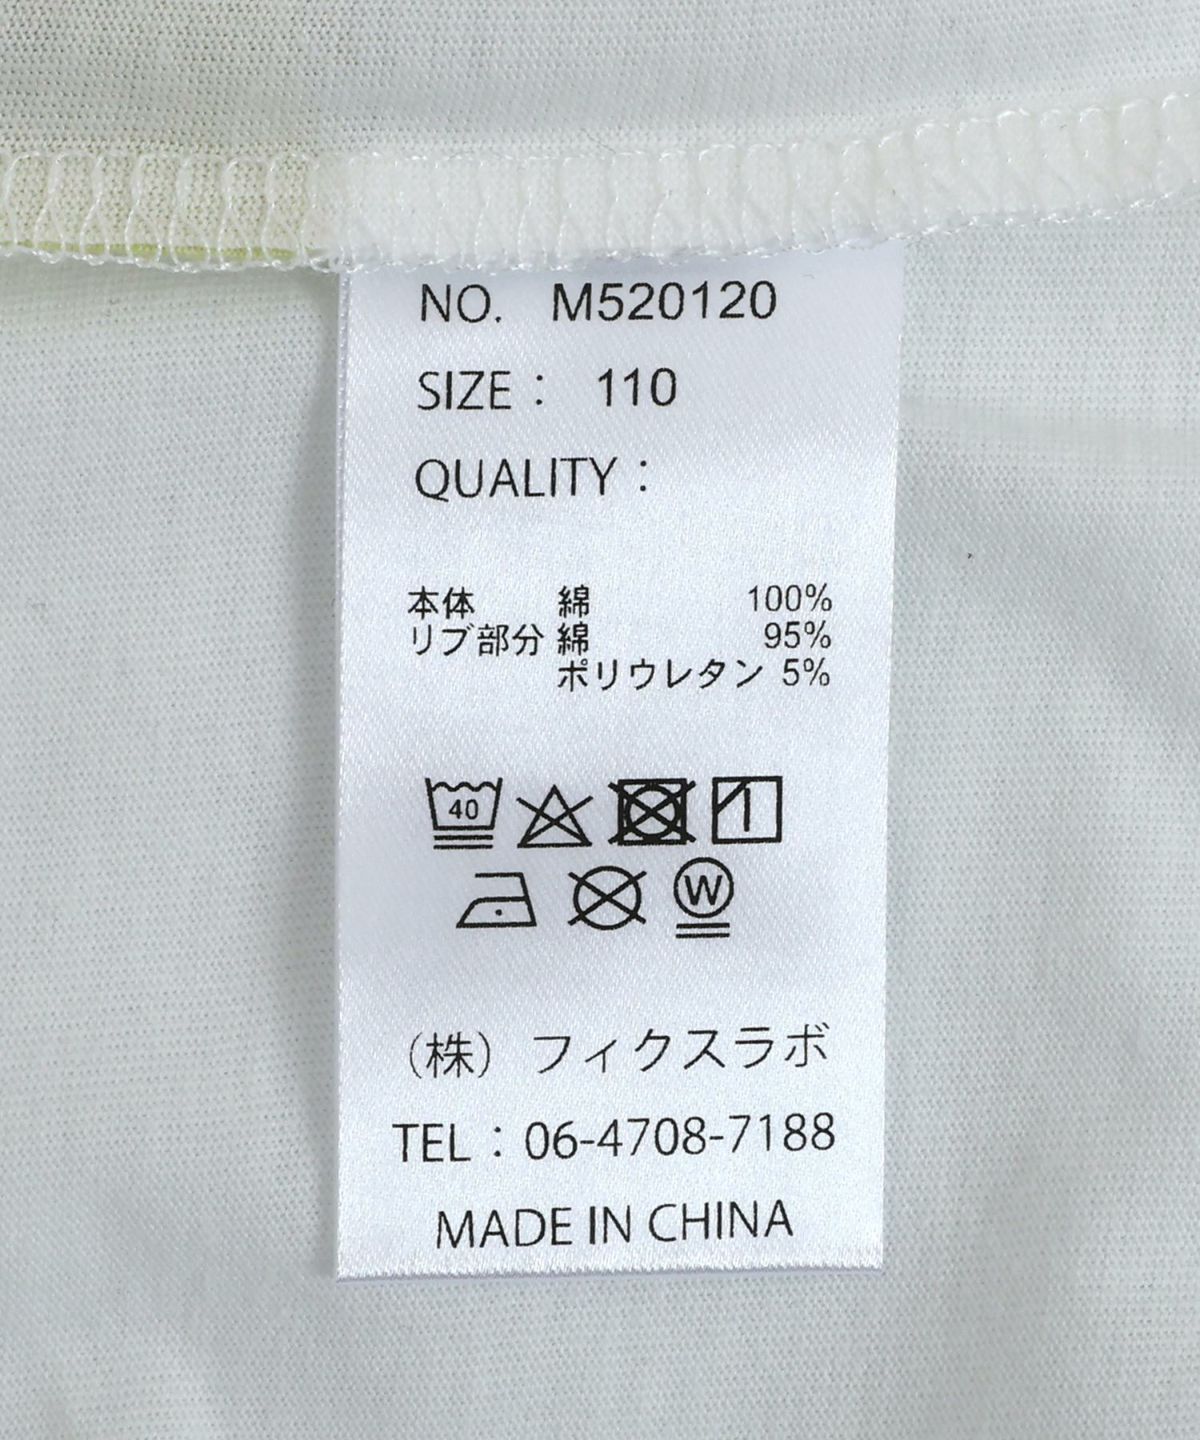 NO. M520120
SIZE： 110
QUALITY：
本体 綿 100%
リブ部分 綿 95%
ポリウレタン 5%
40
W
（株）フィクスラボ
TEL：06-4708-7188
MADE IN CHINA